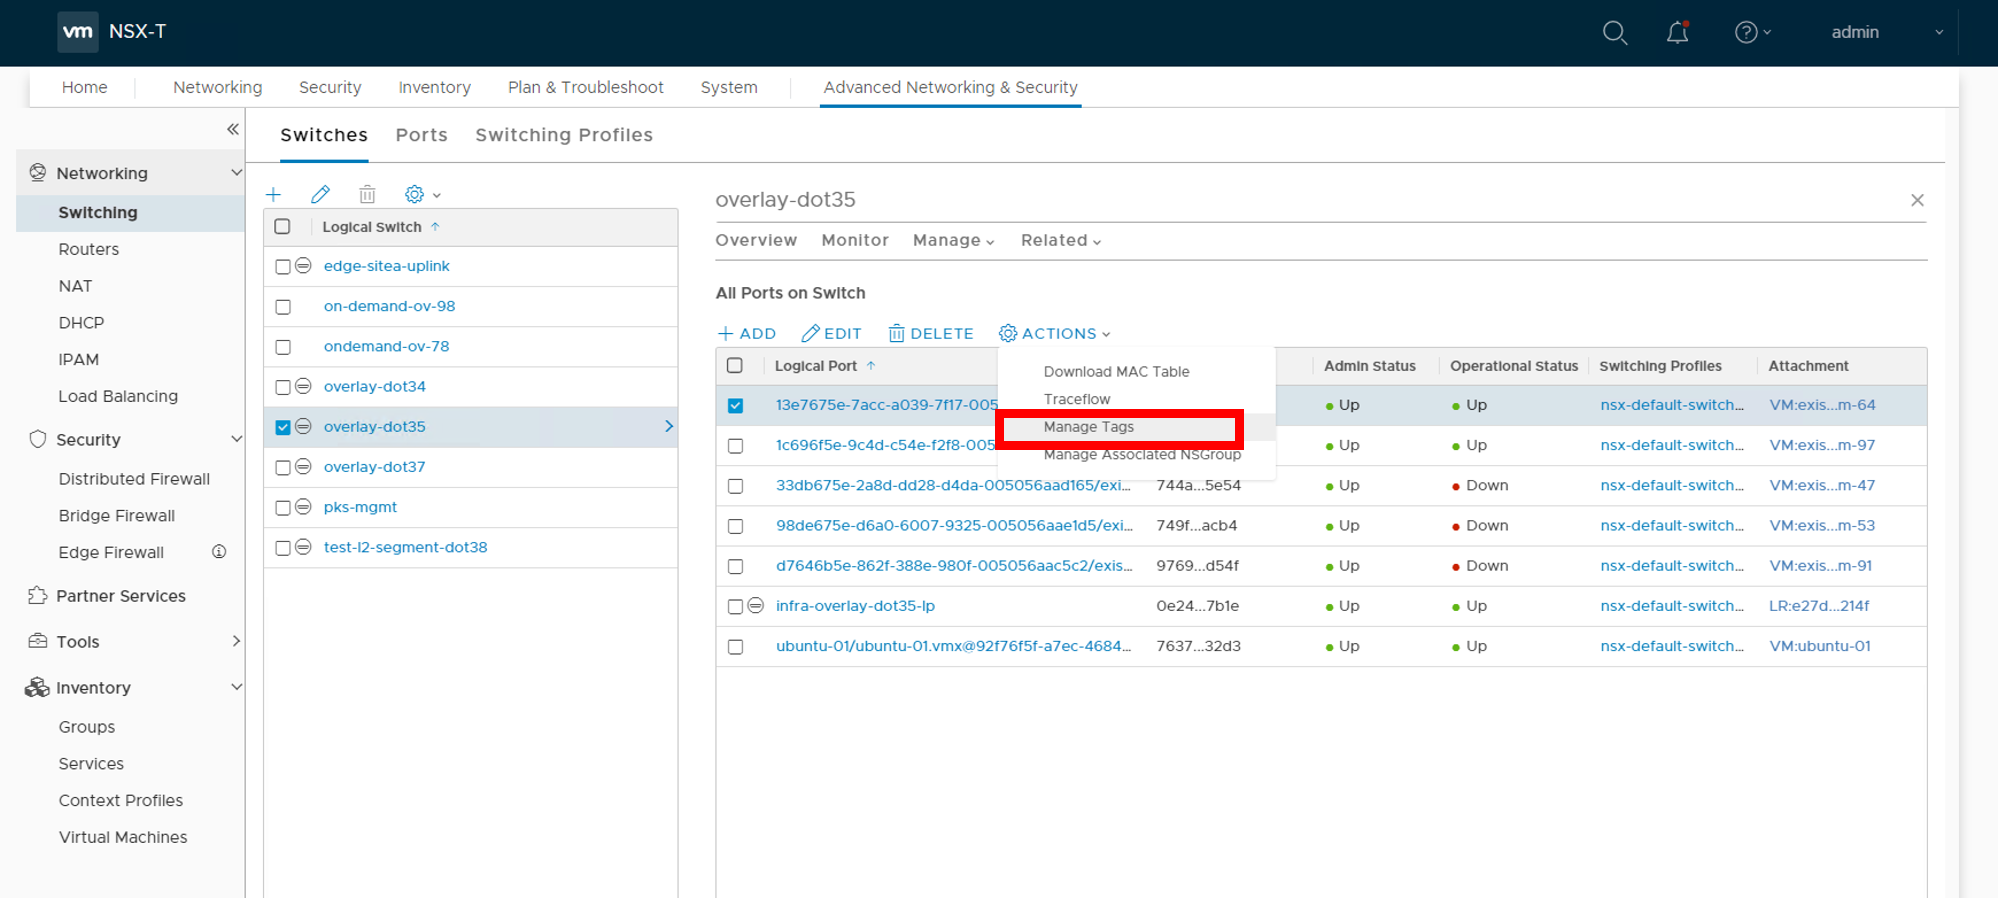 vm NSX-T admin
Home Networking Security Inventory Plan & Troubleshoot System Advanced Networking & Security
Switches Ports Switching Profiles
Networking
Switching
Routers
NAT
DHCP
IPAM
Load Balancing
Security
Distributed Firewall
Bridge Firewall
Edge Firewall
Partner Services
Tools
Inventory
Groups
Services
Context Profiles
Virtual Machines
Logical Switch
edge-sitea-uplink
on-demand-ov-98
ondemand-ov-78
overlay-dot34
overlay-dot35
overlay-dot37
pks-mgmt
test-l2-segment-dot38
overlay-dot35
Overview Monitor Manage Related
All Ports on Switch
ADD EDIT DELETE ACTIONS
Download MAC Table
Traceflow
Manage Tags
Manage Associated NSGroup
Logical Port Admin Status Operational Status Switching Profiles Attachment
13e7675e-7acc-a039-7f17-005 Up Up nsx-default-switch... VM:exis...m-64
1c696f5e-9c4d-c54e-f2f8-005 Up Up nsx-default-switch... VM:exis...m-97
33db675e-2a8d-dd28-d4da-005056aad165/exi... 744a...5e54 Up Down nsx-default-switch... VM:exis...m-47
98de675e-d6a0-6007-9325-005056aae1d5/exi... 749f...acb4 Up Down nsx-default-switch... VM:exis...m-53
d7646b5e-862f-388e-980f-005056aac5c2/exis... 9769...d54f Up Down nsx-default-switch... VM:exis...m-91
infra-overlay-dot35-lp 0e24...7b1e Up Up nsx-default-switch... LR:e27d...214f
ubuntu-01/ubuntu-01.vmx@92f76f5f-a7ec-4684... 7637...32d3 Up Up nsx-default-switch... VM:ubuntu-01